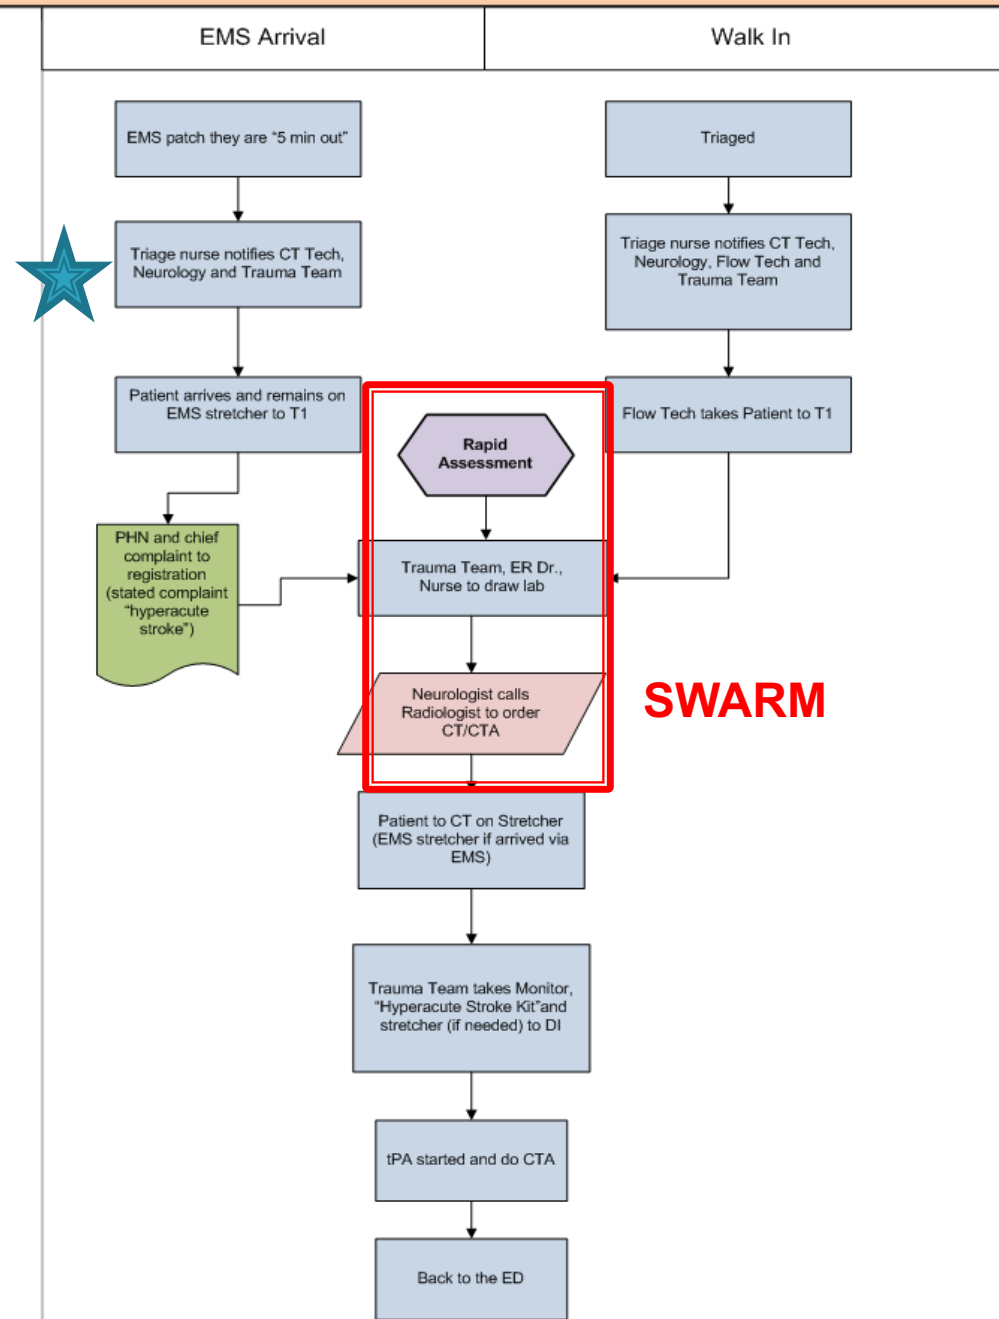 EMS Arrival
Walk In
EMS patch they are "5 min out"
Triaged
Triage nurse notifies CT Tech,
Neurology and Trauma Team
Triage nurse notifies CT Tech,
Neurology, Flow Tech and
Trauma Team
Patient arrives and remains on
EMS stretcher to T1
Flow Tech takes Patient to T1
Rapid
Assessment
PHN and chief
complaint to
registration
(stated complaint
"hyperacute
stroke")
Trauma Team, ER Dr.,
Nurse to draw lab
Neurologist calls
Radiologist to order
CT/CTA
SWARM
Patient to CT on Stretcher
(EMS stretcher if arrived via
EMS)
Trauma Team takes Monitor,
"Hyperacute Stroke Kit"and
stretcher (if needed) to DI
tPA started and do CTA
Back to the ED